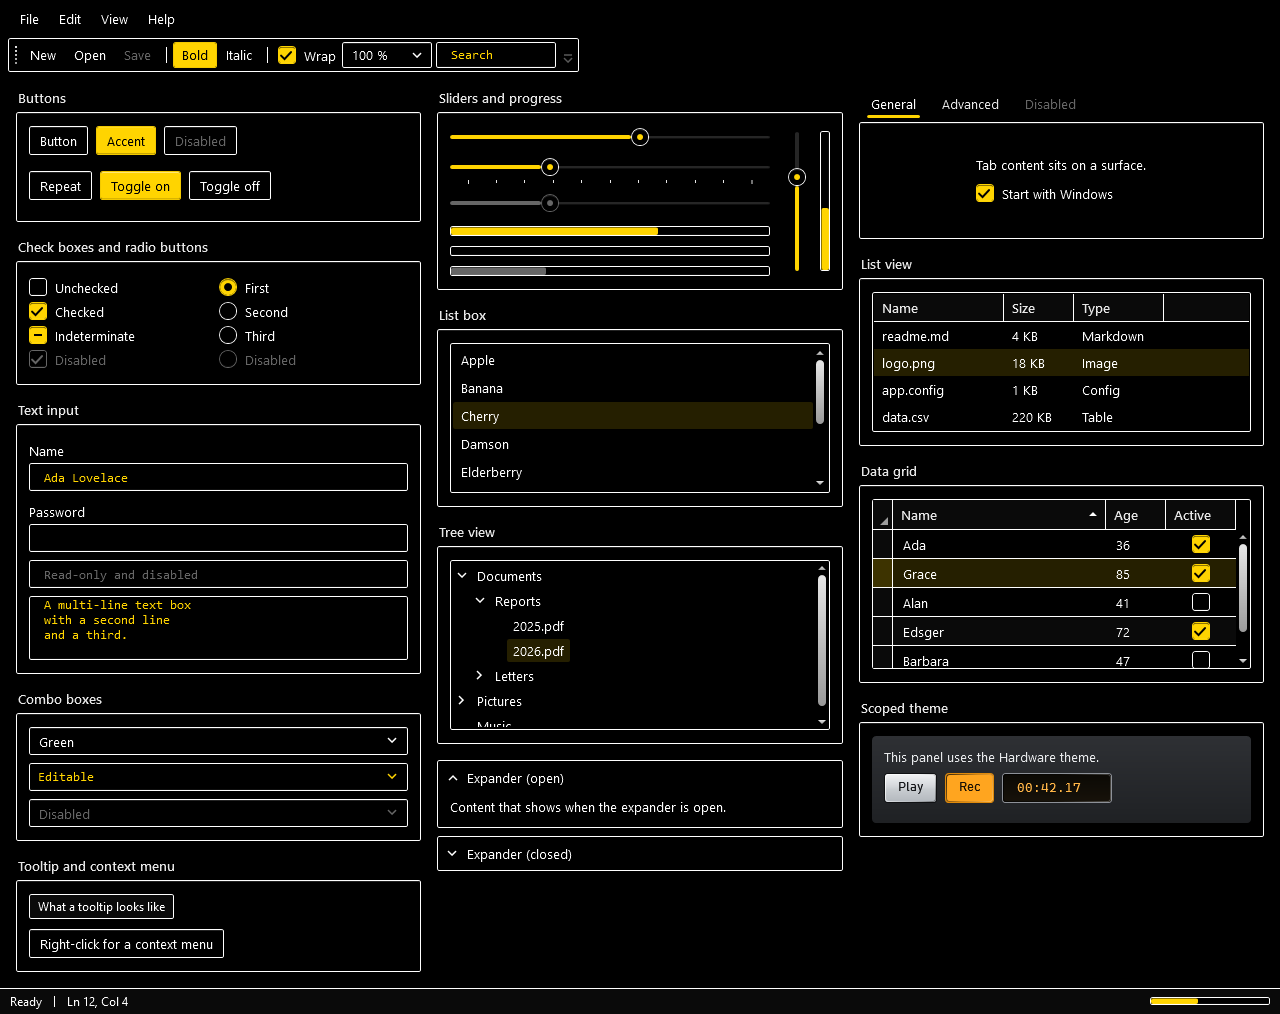 File Edit View Help
New Open Save Bold Italic Wrap 100 % Search
Buttons
Button Accent Disabled
Repeat Toggle on Toggle off
Check boxes and radio buttons
Unchecked First
Checked Second
Indeterminate Third
Disabled Disabled
Text input
Name
Ada Lovelace
Password
Read-only and disabled
A multi-line text box
with a second line
and a third.
Combo boxes
Green
Editable
Disabled
Tooltip and context menu
What a tooltip looks like
Right-click for a context menu
Sliders and progress
List box
Apple
Banana
Cherry
Damson
Elderberry
Tree view
Documents
Reports
2025.pdf
2026.pdf
Letters
Pictures
Music
Expander (open)
Content that shows when the expander is open.
Expander (closed)
General Advanced Disabled
Tab content sits on a surface.
Start with Windows
List view
Name Size Type
readme.md 4 KB Markdown
logo.png 18 KB Image
app.config 1 KB Config
data.csv 220 KB Table
Data grid
Name Age Active
Ada 36
Grace 85
Alan 41
Edsger 72
Barbara 47
Scoped theme
This panel uses the Hardware theme.
Play Rec 00:42.17
Ready Ln 12, Col 4